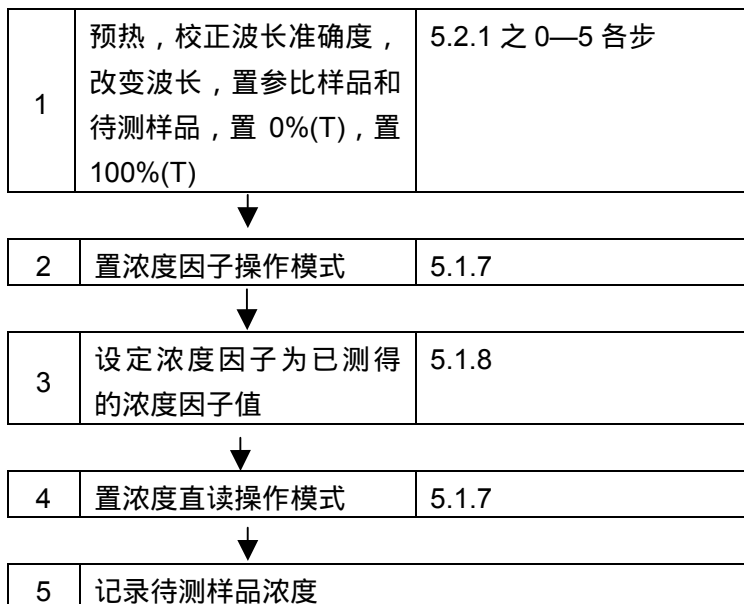 预热，校正波长准确度， 5.2.1 之 0—5 各步
改变波长，置参比样品和
1
待测样品，置 0%(T)，置
100%(T)
2 置浓度因子操作模式 5.1.7
设定浓度因子为已测得 5.1.8
3
的浓度因子值
4 置浓度直读操作模式 5.1.7
5 记录待测样品浓度